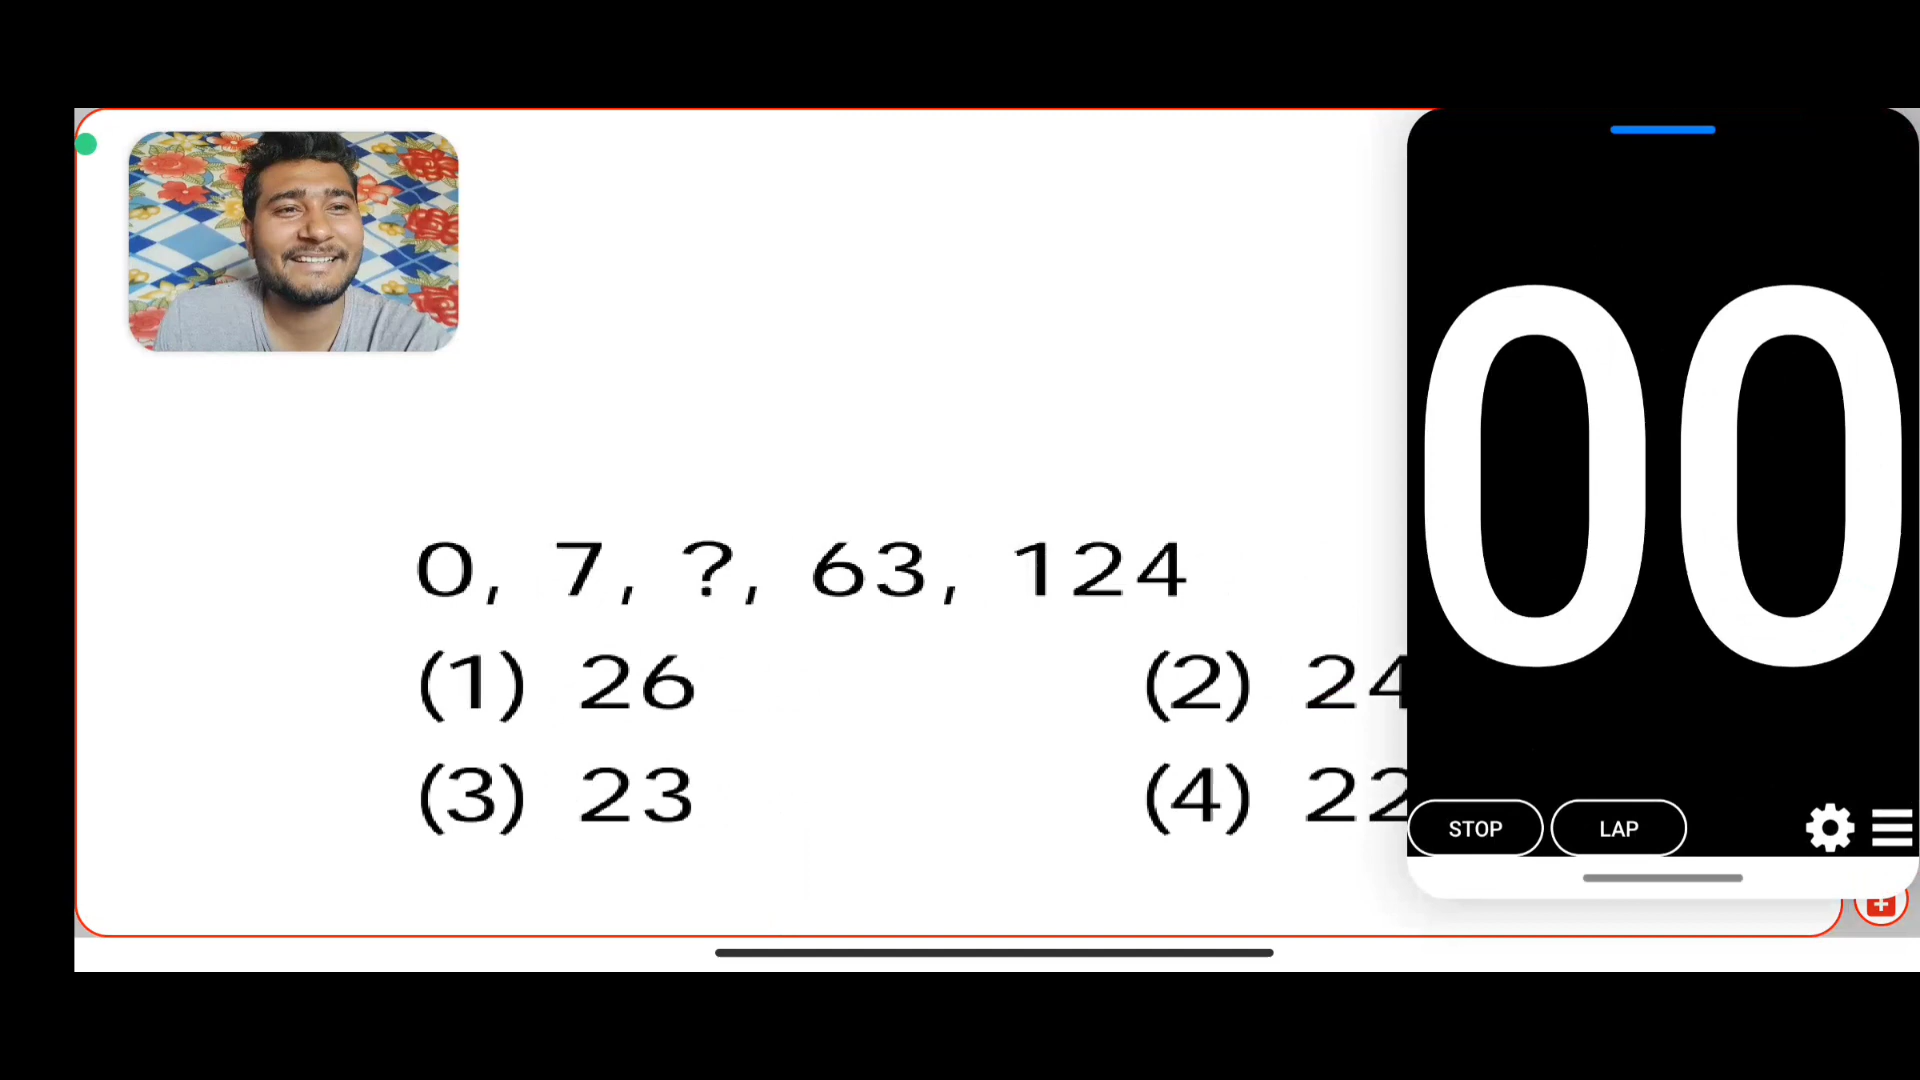 00
0, 7, ?, 63, 124
(1) 26 (2) 24
(3) 23 (4) 22
STOP LAP